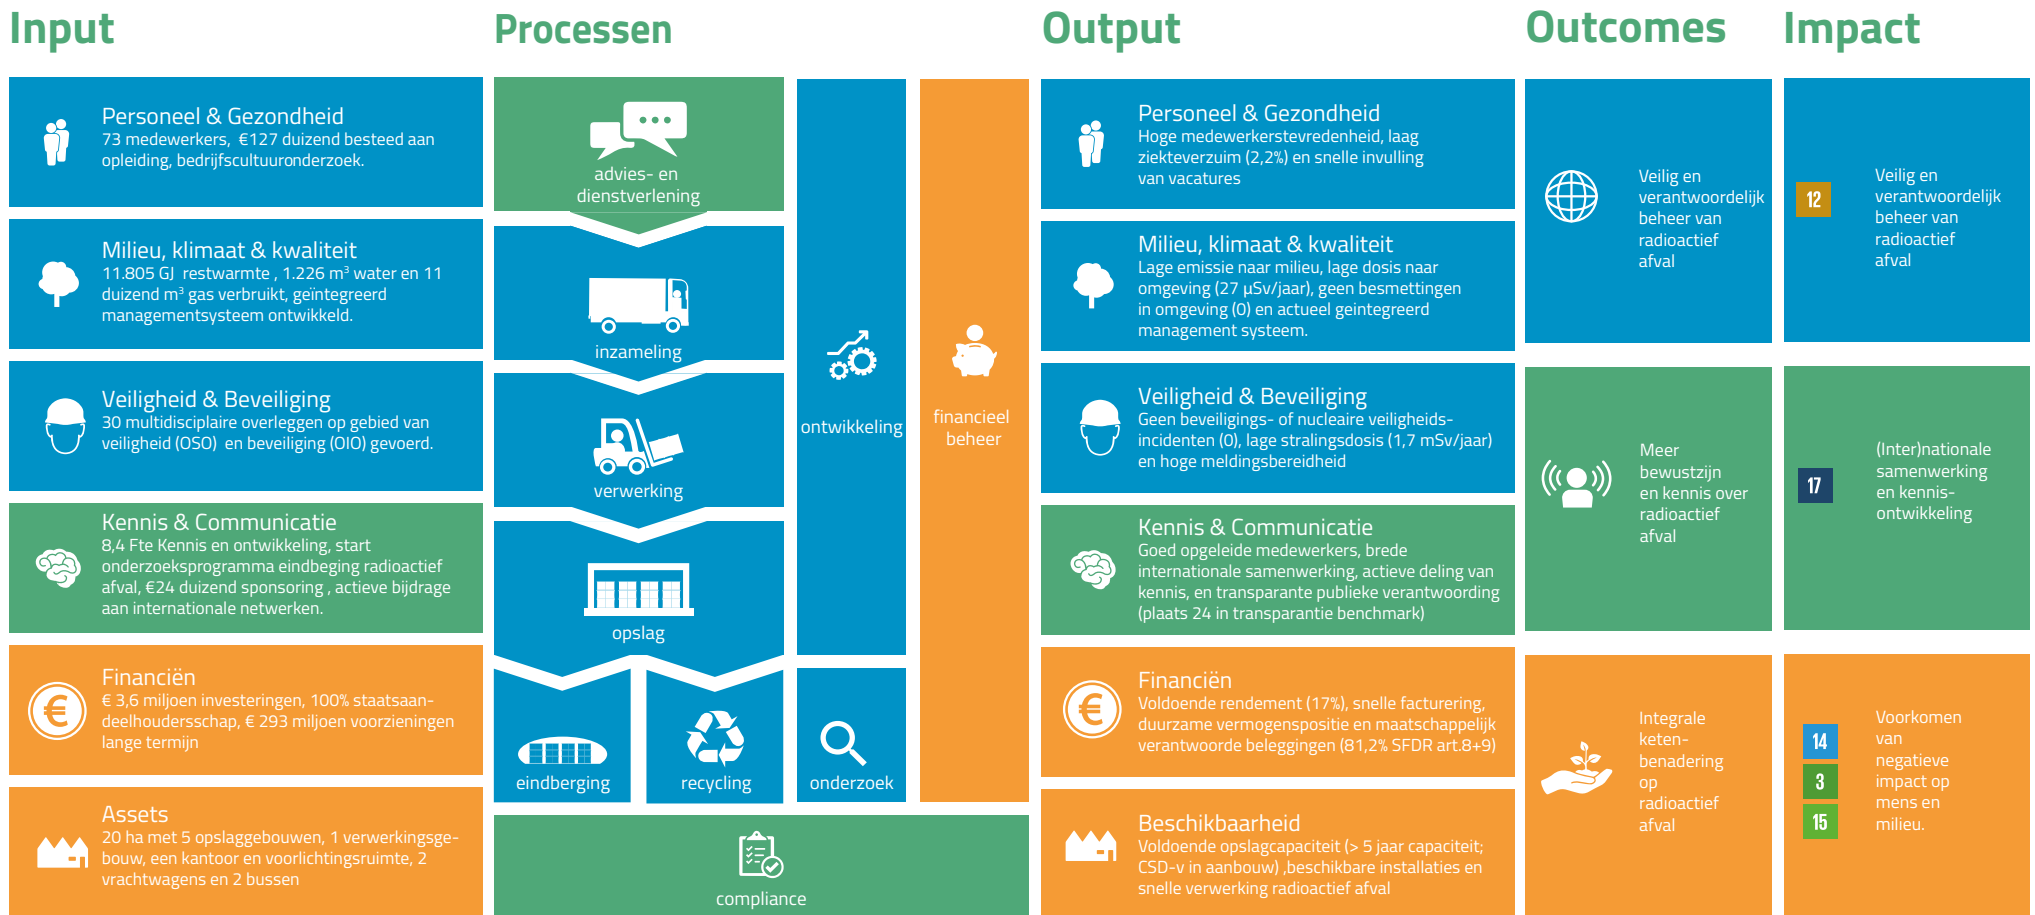 Input
Personeel & Gezondheid
73 medewerkers, €127 duizend besteed aan
opleiding, bedrijfscultuuronderzoek.
Milieu, klimaat & kwaliteit
11.805 GJ restwarmte , 1.226 m³ water en 11
duizend m³ gas verbruikt, geïntegreerd
managementsysteem ontwikkeld.
Veiligheid & Beveiliging
30 multidisciplaire overleggen op gebied van
veiligheid (OSO) en beveiliging (OIO) gevoerd.
Kennis & Communicatie
8,4 Fte Kennis en ontwikkeling, start
onderzoeksprogramma eindbeging radioactief
afval, €24 duizend sponsoring , actieve bijdrage
aan internationale netwerken.
Financiën
€ 3,6 miljoen investeringen, 100% staatsaan-
deelhoudersschap, € 293 miljoen voorzieningen
lange termijn
Assets
20 ha met 5 opslaggebouwen, 1 verwerkingsge-
bouw, een kantoor en voorlichtingsruimte, 2
vrachtwagens en 2 bussen
Processen
advies- en
dienstverlening
inzameling
verwerking
opslag
eindberging
recycling
ontwikkeling
onderzoek
financieel
beheer
compliance
Output
Personeel & Gezondheid
Hoge medewerkerstevredenheid, laag
ziekteverzuim (2,2%) en snelle invulling
van vacatures
Milieu, klimaat & kwaliteit
Lage emissie naar milieu, lage dosis naar
omgeving (27 µSv/jaar), geen besmettingen
in omgeving (0) en actueel geintegreerd
management systeem.
Veiligheid & Beveiliging
Geen beveiligings- of nucleaire veiligheids-
incidenten (0), lage stralingsdosis (1,7 mSv/jaar)
en hoge meldingsbereidheid
Kennis & Communicatie
Goed opgeleide medewerkers, brede
internationale samenwerking, actieve deling van
kennis, en transparante publieke verantwoording
(plaats 24 in transparantie benchmark)
Financiën
Voldoende rendement (17%), snelle facturering,
duurzame vermogenspositie en maatschappelijk
verantwoorde beleggingen (81,2% SFDR art.8+9)
Beschikbaarheid
Voldoende opslagcapaciteit (> 5 jaar capaciteit;
CSD-v in aanbouw) ,beschikbare installaties en
snelle verwerking radioactief afval
Outcomes
Veilig en
verantwoordelijk
beheer van
radioactief
afval
Meer
bewustzijn
en kennis over
radioactief
afval
Integrale
keten-
benadering
op
radioactief
afval
Impact
12
Veilig en
verantwoordelijk
beheer van
radioactief
afval
17
(Inter)nationale
samenwerking
en kennis-
ontwikkeling
14
3
15
Voorkomen
van
negatieve
impact op
mens en
milieu.